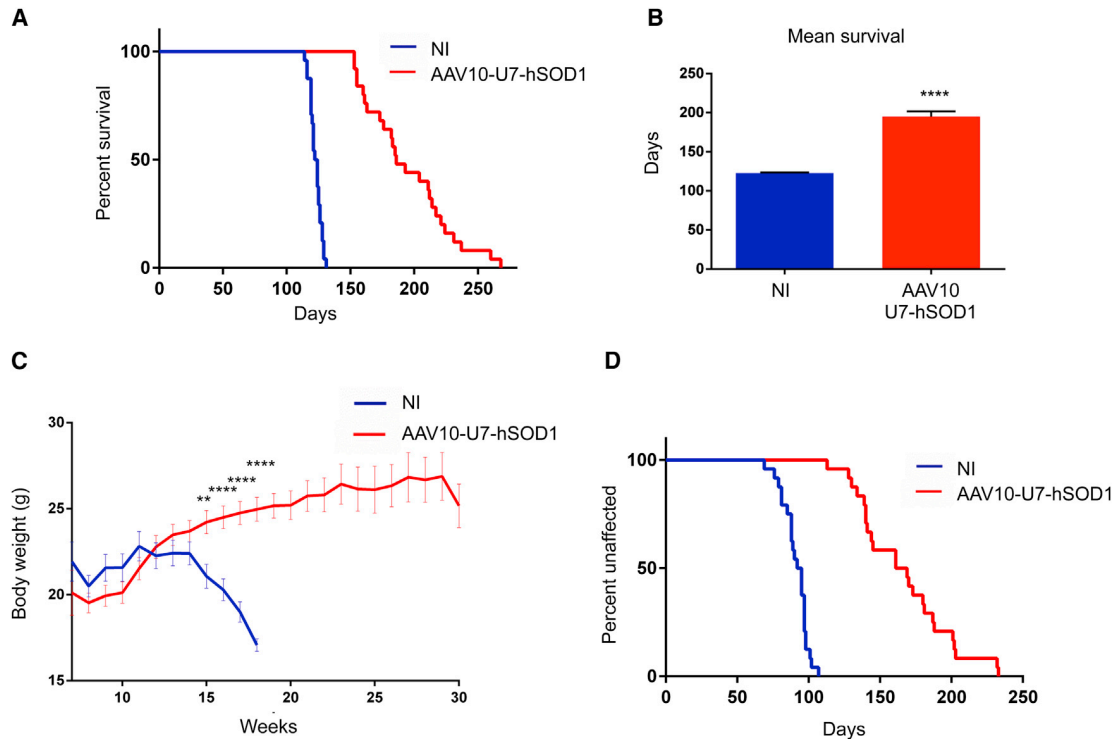 A
Percent survival
100
50
0
0 50 100 150 200 250
Days
NI
AAV10-U7-hSOD1
B
Mean survival
Days
250
200
150
100
50
0
****
NI
AAV10
U7-hSOD1
C
NI
AAV10-U7-hSOD1
Body weight (g)
30
25
20
15
** **** **** ****
10 15 20 25 30
Weeks
D
NI
AAV10-U7-hSOD1
Percent unaffected
100
50
0
0 50 100 150 200 250
Days